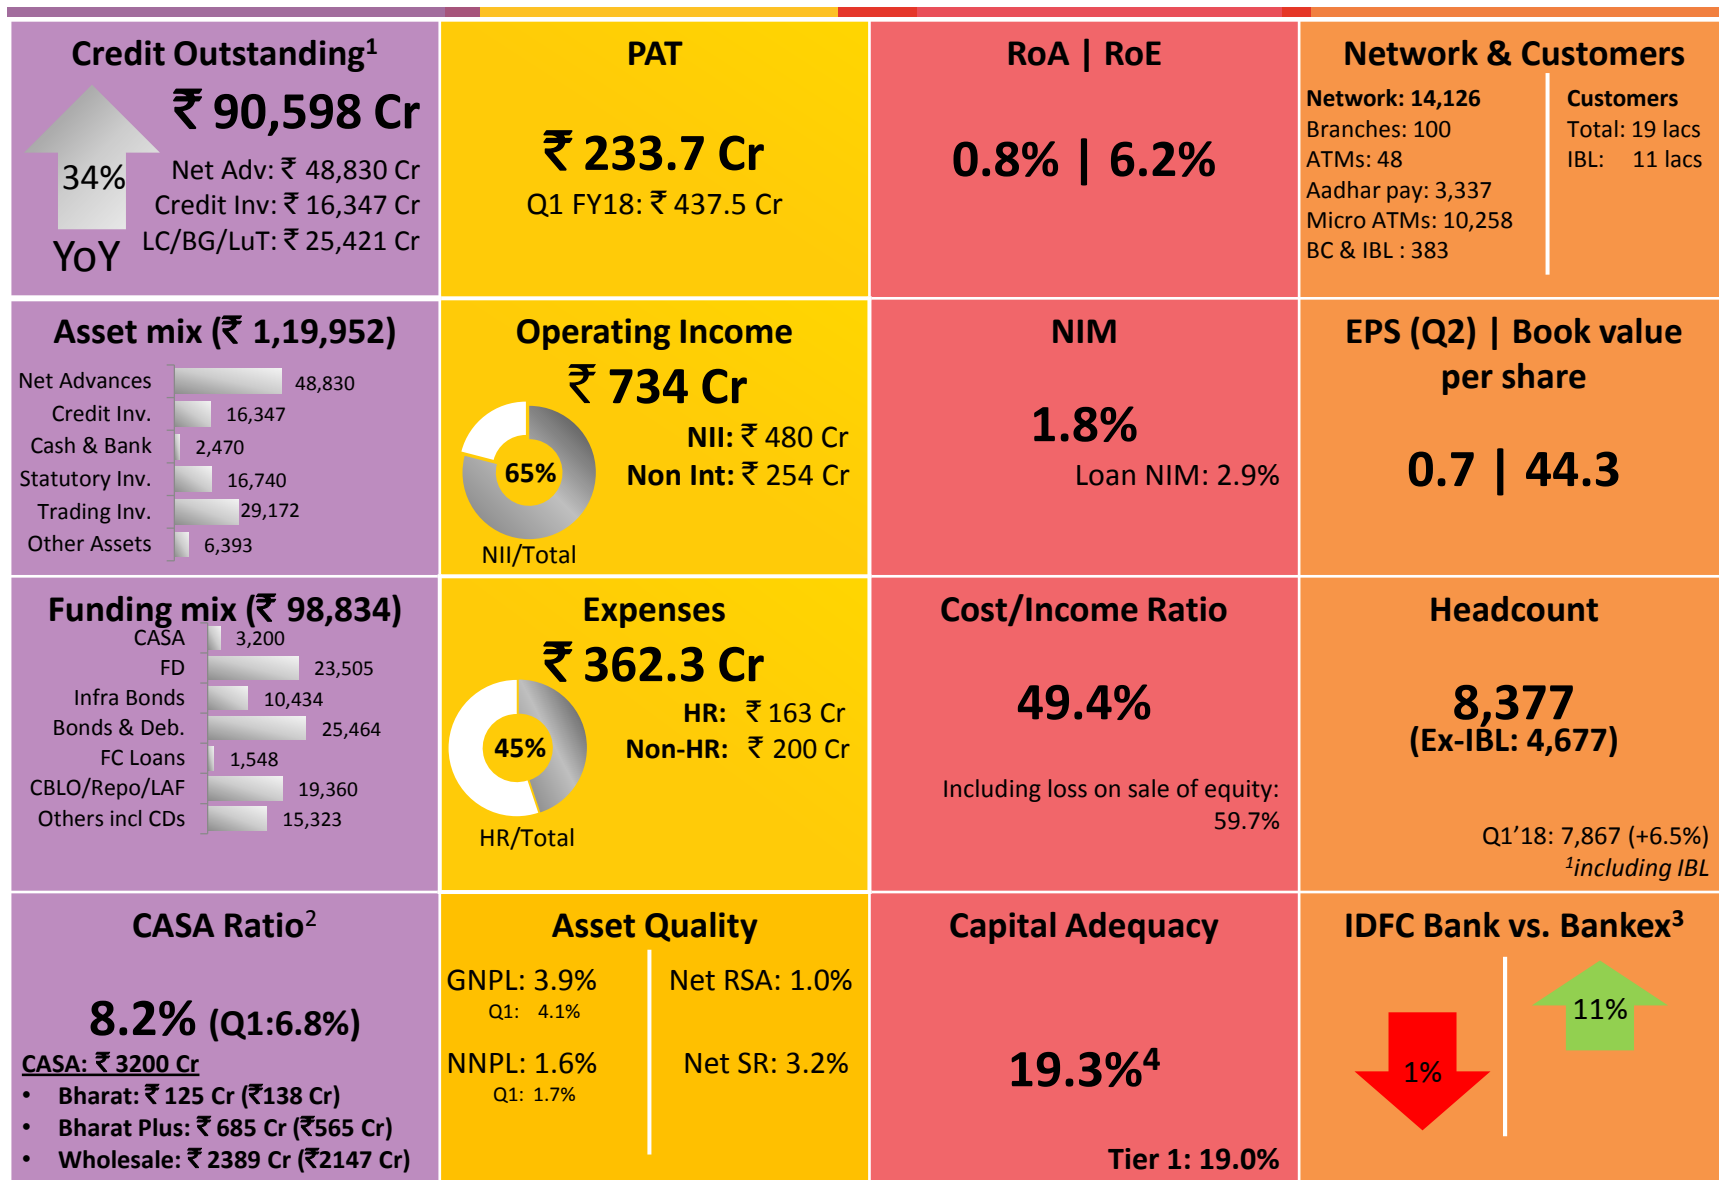 Credit Outstanding1
₹ 90,598 Cr
34%
YoY
Net Adv: ₹ 48,830 Cr
Credit Inv: ₹ 16,347 Cr
LC/BG/LuT: ₹ 25,421 Cr
PAT
₹ 233.7 Cr
Q1 FY18: ₹ 437.5 Cr
RoA | RoE
0.8% | 6.2%
Network & Customers
Network: 14,126
Branches: 100
ATMs: 48
Aadhar pay: 3,337
Micro ATMs: 10,258
BC & IBL : 383
Customers
Total: 19 lacs
IBL: 11 lacs
Asset mix (₹ 1,19,952)
Net Advances 48,830
Credit Inv. 16,347
Cash & Bank 2,470
Statutory Inv. 16,740
Trading Inv. 29,172
Other Assets 6,393
Operating Income
₹ 734 Cr
NII: ₹ 480 Cr
Non Int: ₹ 254 Cr
65%
NII/Total
NIM
1.8%
Loan NIM: 2.9%
EPS (Q2) | Book value
per share
0.7 | 44.3
Funding mix (₹ 98,834)
CASA 3,200
FD 23,505
Infra Bonds 10,434
Bonds & Deb. 25,464
FC Loans 1,548
CBLO/Repo/LAF 19,360
Others incl CDs 15,323
Expenses
₹ 362.3 Cr
HR: ₹ 163 Cr
Non-HR: ₹ 200 Cr
45%
HR/Total
Cost/Income Ratio
49.4%
Including loss on sale of equity:
59.7%
Headcount
8,377
(Ex-IBL: 4,677)
Q1’18: 7,867 (+6.5%)
1including IBL
CASA Ratio2
8.2% (Q1:6.8%)
CASA: ₹ 3200 Cr
• Bharat: ₹ 125 Cr (₹138 Cr)
• Bharat Plus: ₹ 685 Cr (₹565 Cr)
• Wholesale: ₹ 2389 Cr (₹2147 Cr)
Asset Quality
GNPL: 3.9%
Q1: 4.1%
NNPL: 1.6%
Q1: 1.7%
Net RSA: 1.0%
Net SR: 3.2%
Capital Adequacy
19.3%4
Tier 1: 19.0%
IDFC Bank vs. Bankex3
1%
11%